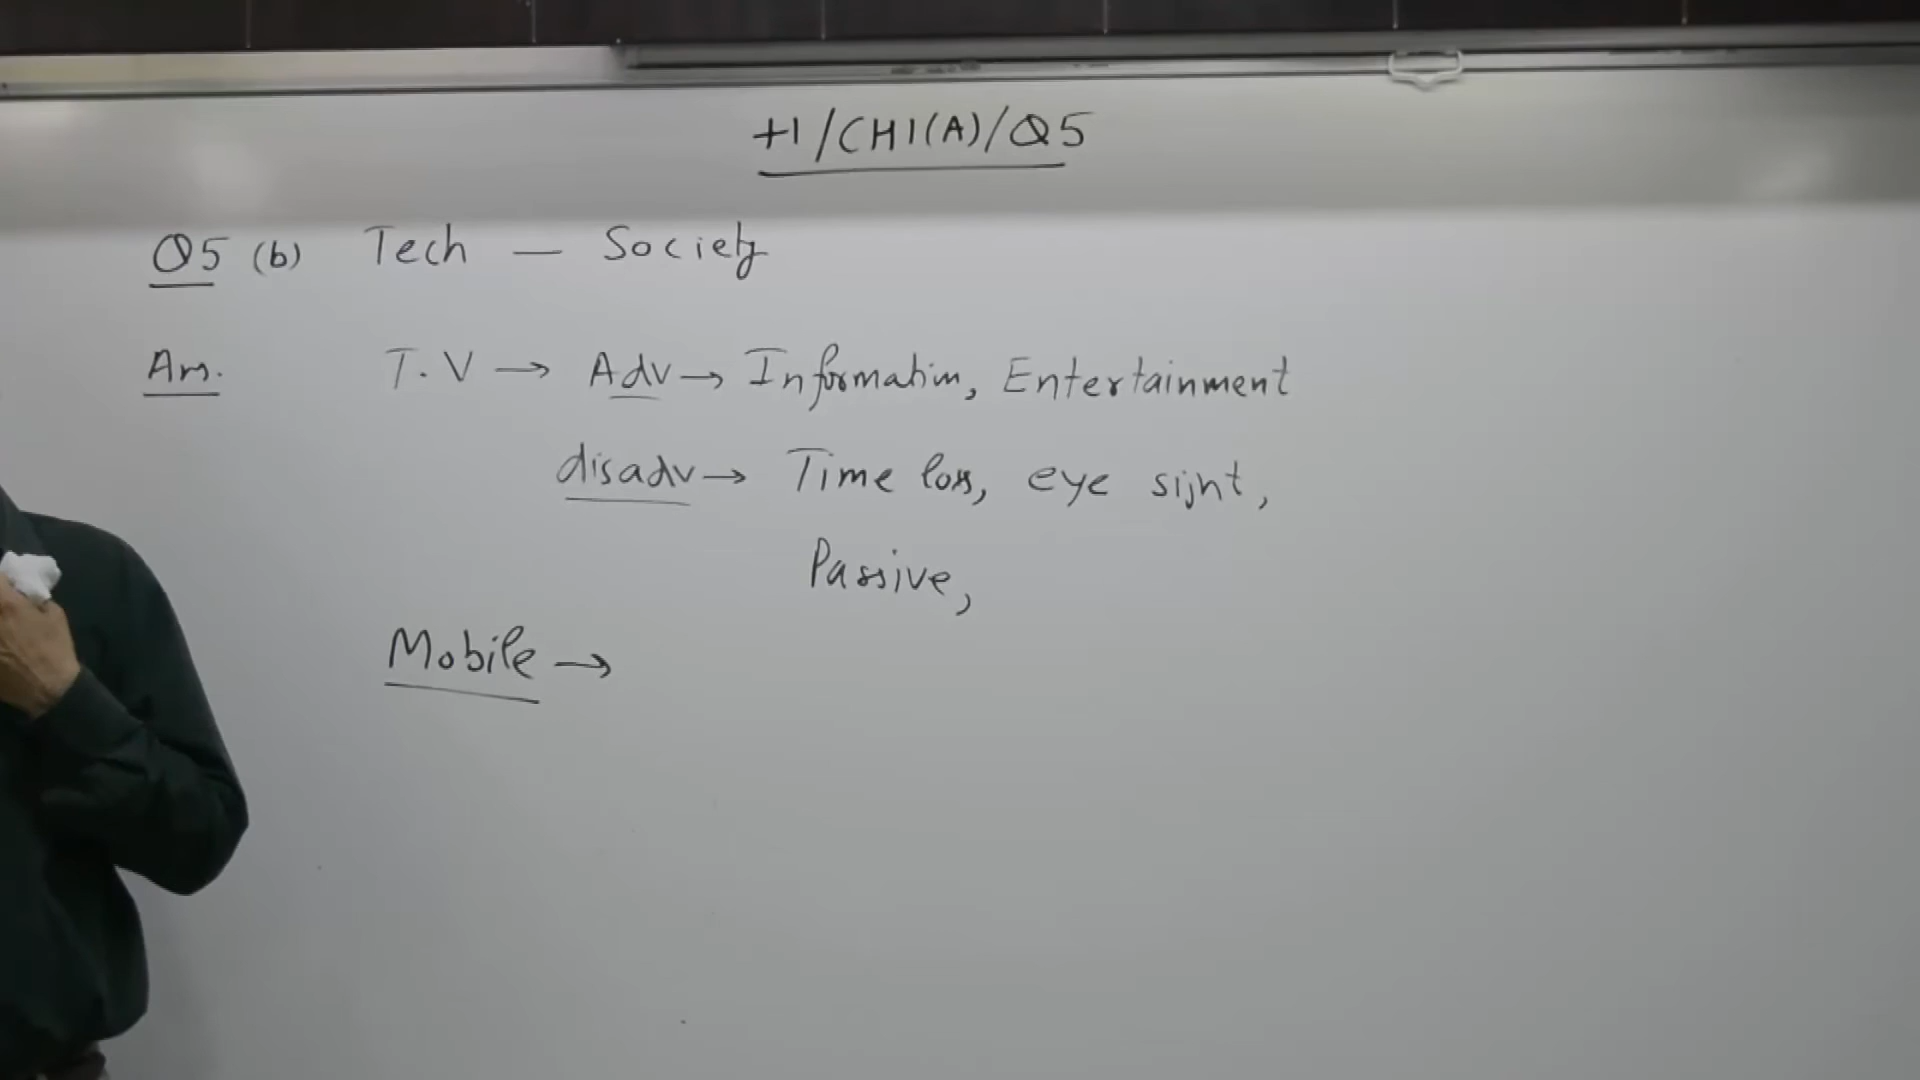 +1/CH1(A)/Q5
Q5 (b) Tech — Society
Ans. T.V → Adv → Information, Entertainment
disadv → Time loss, eye sight,
Passive,
Mobile →